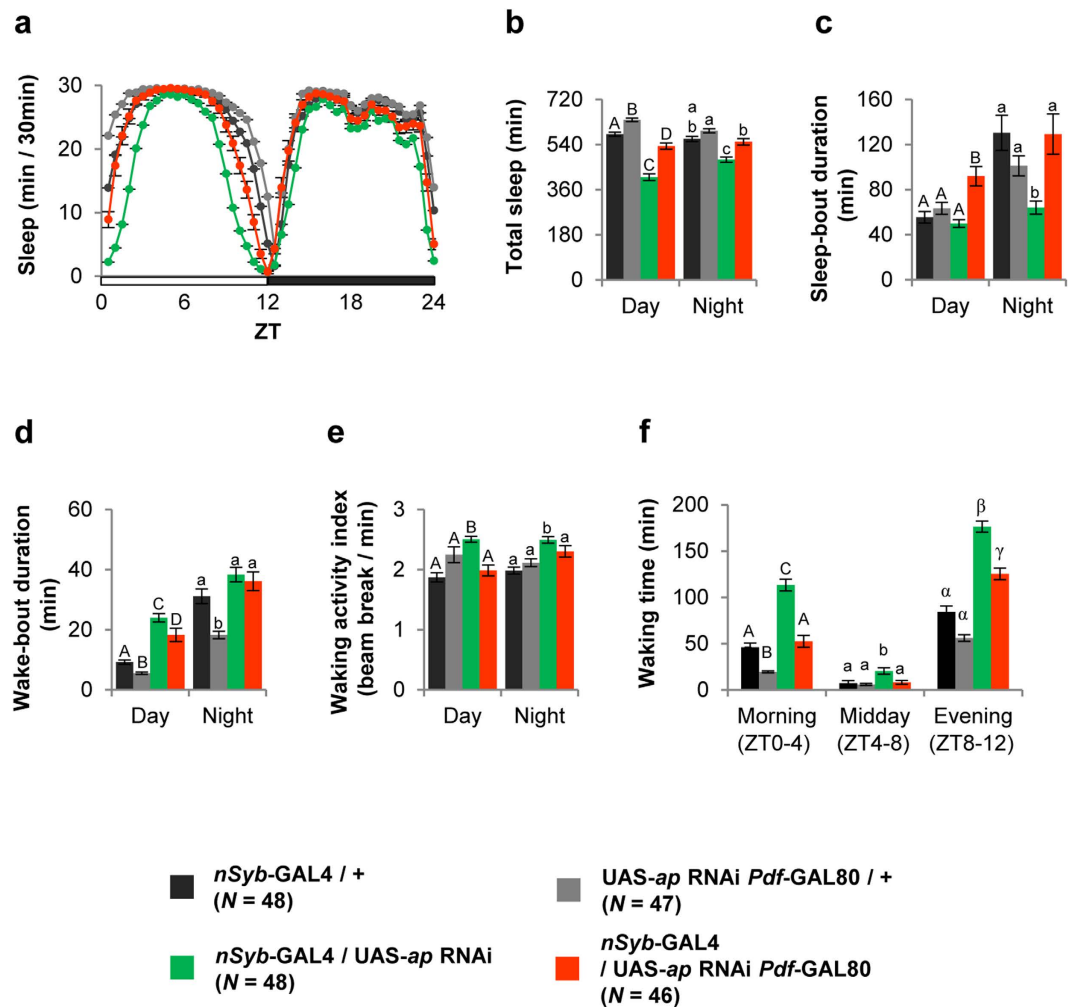 a
Sleep (min / 30min)
30
20
10
0
0
6
12
18
24
ZT
b
Total sleep (min)
720
540
360
180
0
A
B
C
D
a
b
a
c
b
Day
Night
c
Sleep-bout duration
(min)
160
120
80
40
0
A
A
A
B
a
a
b
a
Day
Night
d
Wake-bout duration
(min)
60
40
20
0
A
B
C
D
a
b
a
a
Day
Night
e
Waking activity index
(beam break / min)
3
2
1
0
A
A
B
A
a
a
b
a
Day
Night
f
Waking time (min)
200
150
100
50
0
A
B
C
A
a
a
b
a
α
α
β
γ
Morning
(ZT0-4)
Midday
(ZT4-8)
Evening
(ZT8-12)
nSyb-GAL4 / +
(N = 48)
UAS-ap RNAi Pdf-GAL80 / +
(N = 47)
nSyb-GAL4 / UAS-ap RNAi
(N = 48)
nSyb-GAL4
/ UAS-ap RNAi Pdf-GAL80
(N = 46)